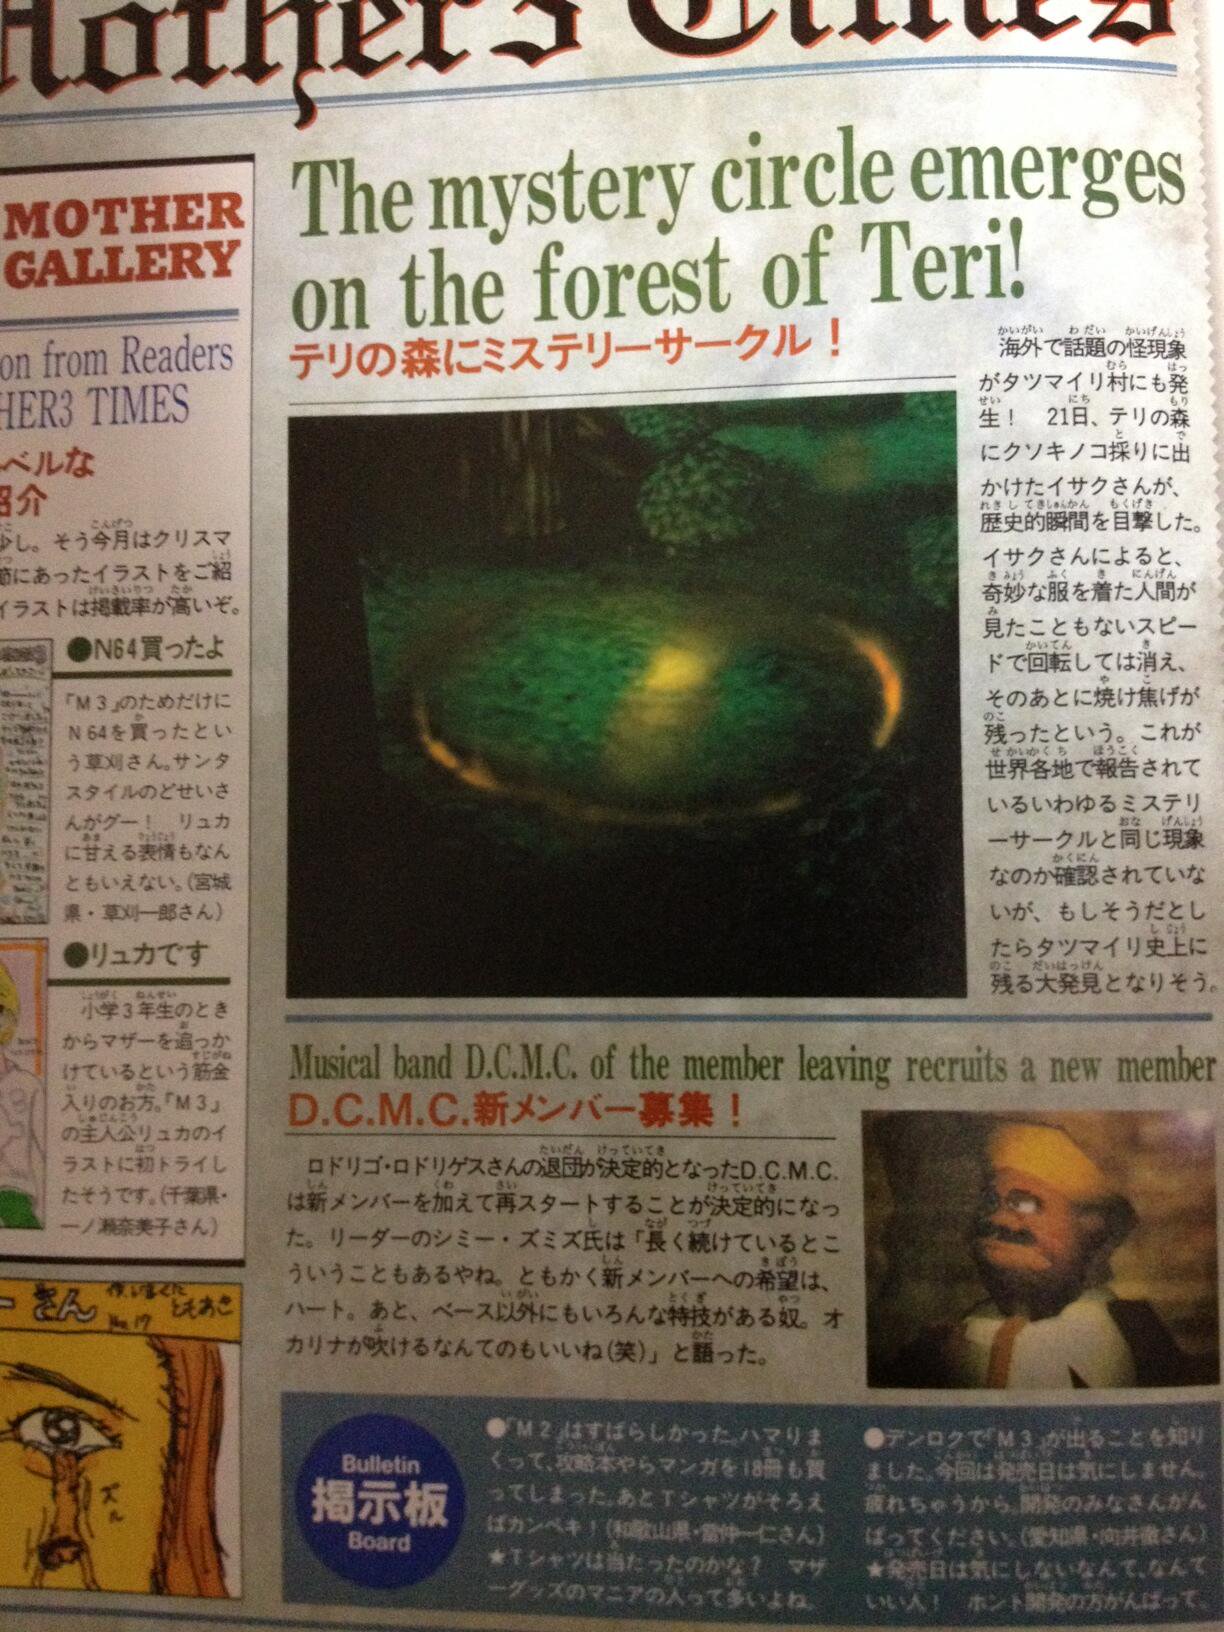 Mother3 Times
MOTHER
GALLERY
on from Readers
HER3 TIMES
ベルな
紹介
少し。そう今月はクリスマ
節にあったイラストをご紹
イラストは掲載率が高いぞ。
●N64買ったよ
「M3」のためだけに
N64を買ったとい
う草刈さん。サンタ
スタイルのどせいさ
んがグー! リュカ
に甘える表情もなん
ともいえない。(宮城
県・草刈一郎さん)
●リュカです
小学3年生のとき
からマザーを追っか
けているという筋金
入りのお方。「M3」
の主人公リュカのイ
ラストに初トライし
たそうです。(千葉県・
一ノ瀬奈美子さん)
さん
ともあき
No.17
The mystery circle emerges
on the forest of Teri!
テリの森にミステリーサークル!
海外で話題の怪現象
がタツマイリ村にも発
生! 21日、テリの森
にクソキノコ採りに出
かけたイサクさんが、
歴史的瞬間を目撃した。
イサクさんによると、
奇妙な服を着た人間が
見たこともないスピー
ドで回転しては消え、
そのあとに焼け焦げが
残ったという。これが
世界各地で報告されて
いるいわゆるミステリ
ーサークルと同じ現象
なのか確認されていな
いが、もしそうだとし
たらタツマイリ史上に
残る大発見となりそう。
Musical band D.C.M.C. of the member leaving recruits a new member
D.C.M.C.新メンバー募集!
ロドリゴ・ロドリゲスさんの退団が決定的となったD.C.M.C.
は新メンバーを加えて再スタートすることが決定的になっ
た。リーダーのシミー・ズミズ氏は「長く続けているとこ
ういうこともあるやね。ともかく新メンバーへの希望は、
ハート。あと、ベース以外にもいろんな特技がある奴。オ
カリナが吹けるなんてのもいいね(笑)」と語った。
Bulletin
掲示板
Board
●「M2」はすばらしかった。ハマりま
くって、攻略本やらマンガを18冊も買
ってしまった。あとTシャツがそろえ
ばカンペキ!(和歌山県・當仲一仁さん)
★Tシャツは当たったのかな? マザ
ーグッズのマニアの人って多いよね。
●デンロクで「M3」が出ることを知り
ました。今回は発売日は気にしません。
疲れちゃうから。開発のみなさんがん
ばってください。(愛知県・向井徹さん)
★発売日は気にしないなんて、なんて
いい人! ホント開発の方がんばって。